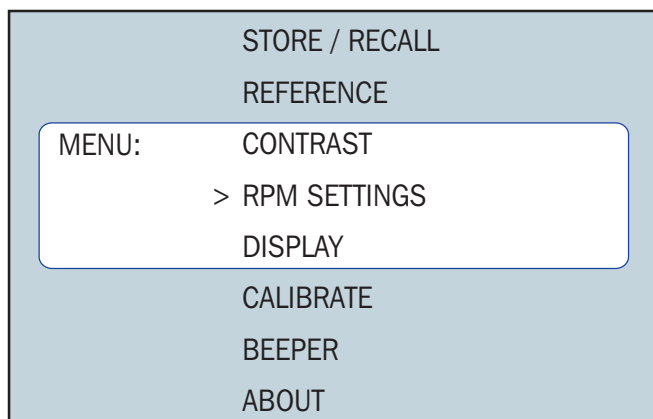 STORE / RECALL
REFERENCE
MENU: CONTRAST
> RPM SETTINGS
DISPLAY
CALIBRATE
BEEPER
ABOUT